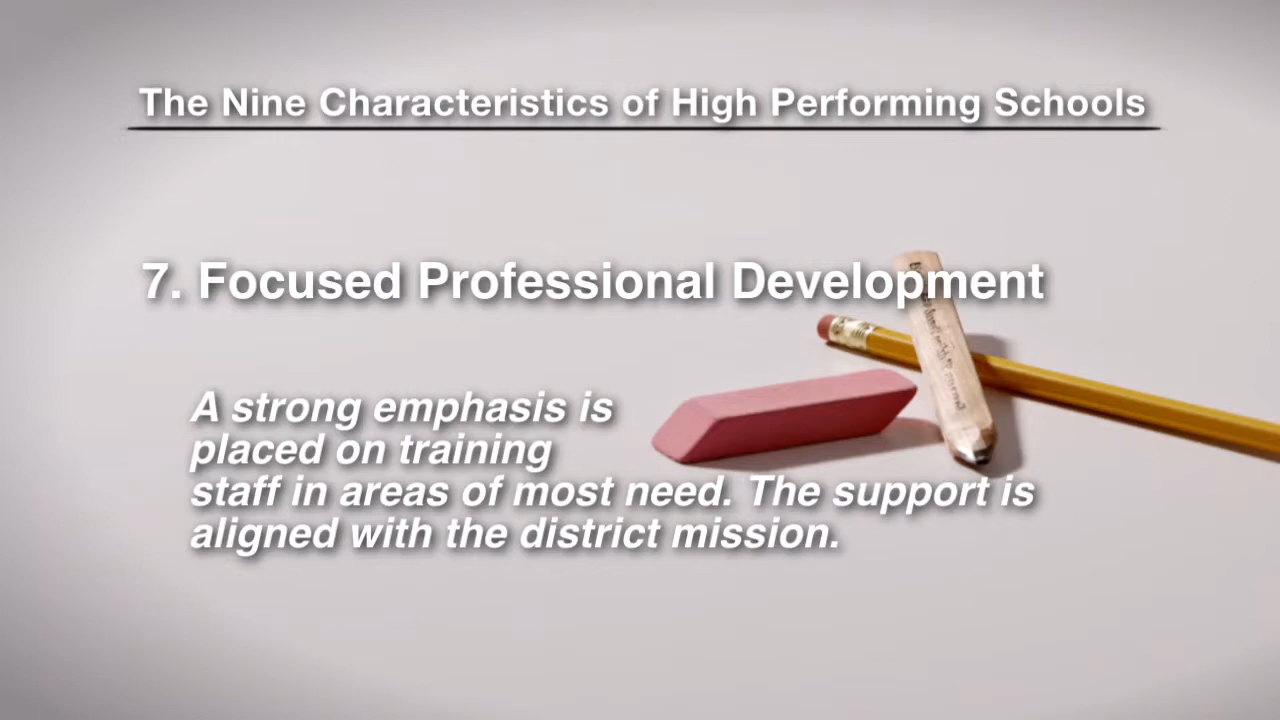 The Nine Characteristics of High Performing Schools
7. Focused Professional Development
A strong emphasis is
placed on training
staff in areas of most need. The support is
aligned with the district mission.